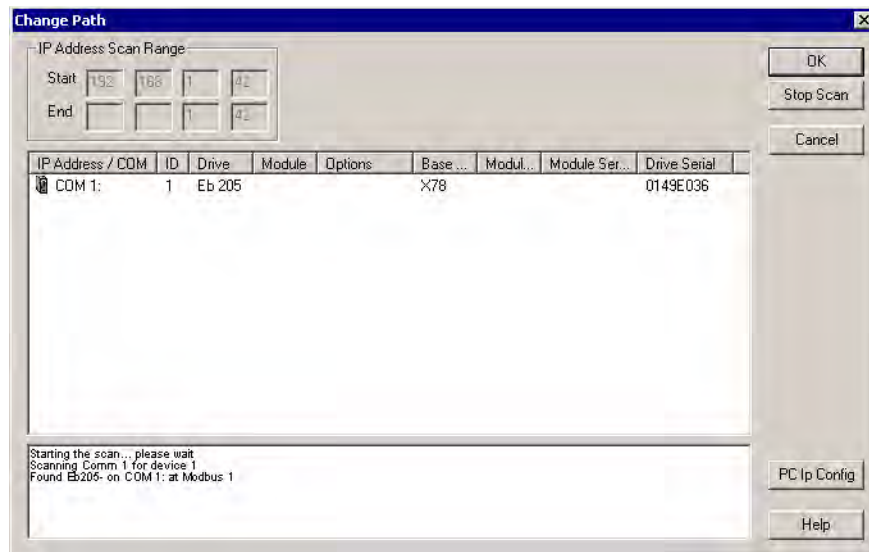 Change Path
IP Address Scan Range
Start 192 168 1 42
End 1 42
OK
Stop Scan
Cancel
IP Address / COM ID Drive Module Options Base ... Modul... Module Ser... Drive Serial
COM 1: 1 Eb 205 X78 0149E036
Starting the scan... please wait
Scanning Comm 1 for device 1
Found Eb205- on COM 1: at Modbus 1
PC Ip Config
Help